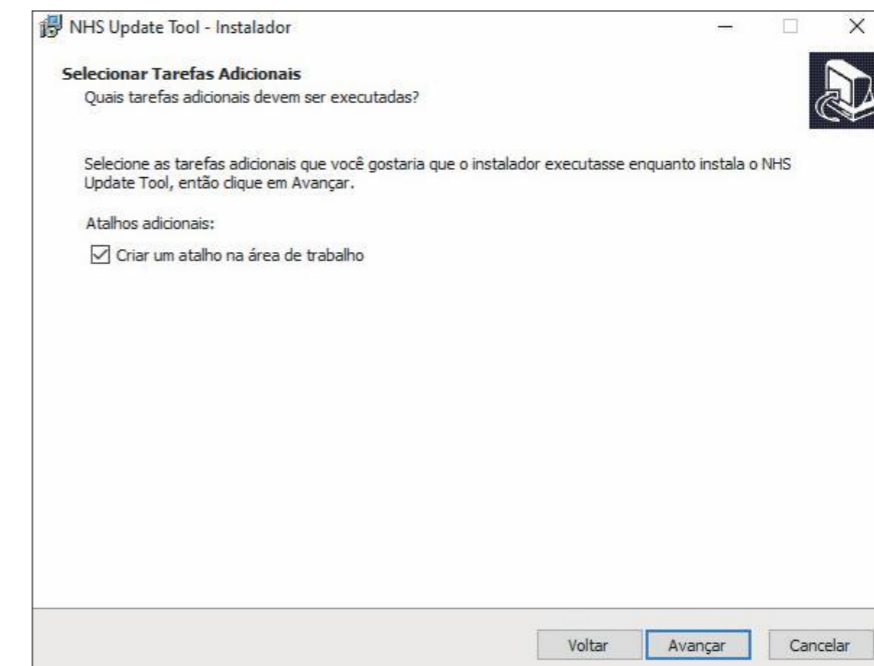 NHS Update Tool - Instalador
Selecionar Tarefas Adicionais
Quais tarefas adicionais devem ser executadas?
Selecione as tarefas adicionais que você gostaria que o instalador executasse enquanto instala o NHS
Update Tool, então clique em Avançar.
Atalhos adicionais:
Criar um atalho na área de trabalho
Voltar Avançar Cancelar